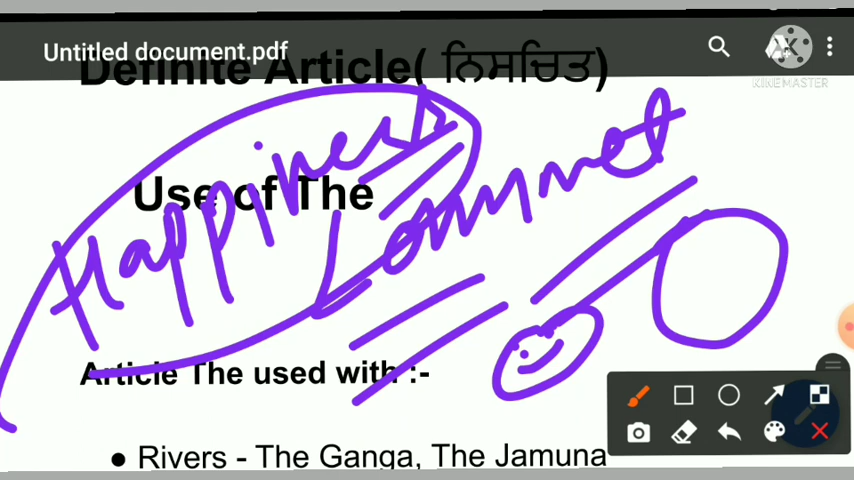 Untitled document.pdf
KINEMASTER
Definite Article( ਨਿਸਚਿਤ)
Happiness
Use of The
Article The used with :-
● Rivers - The Ganga, The Jamuna